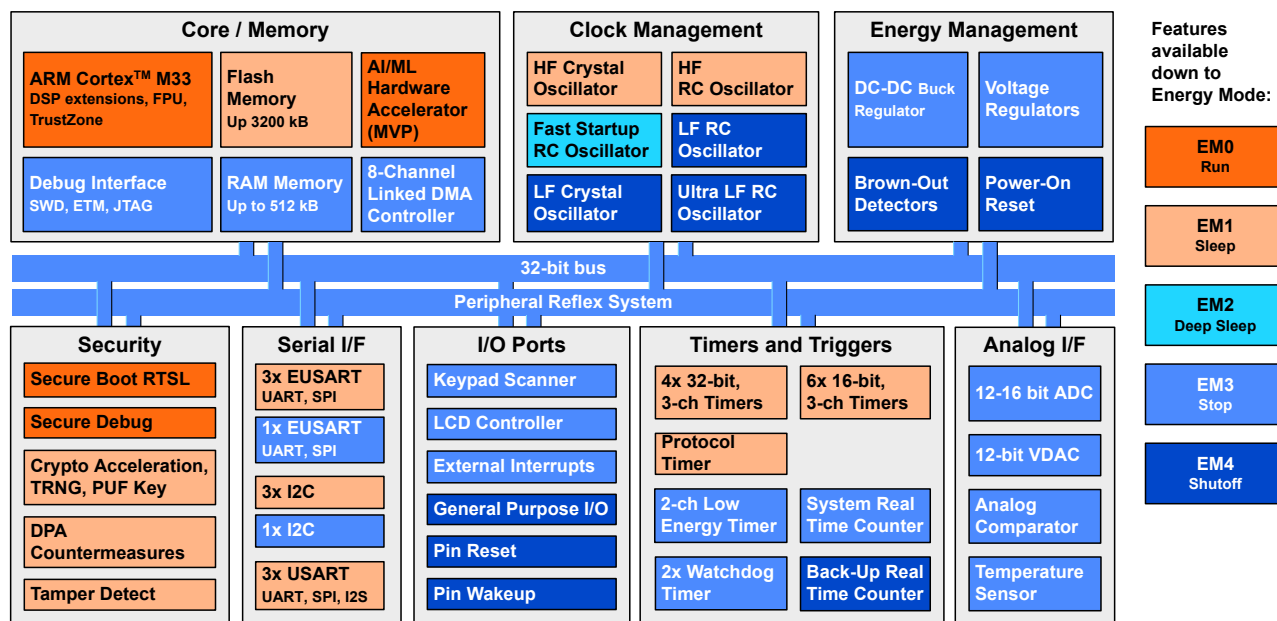 Core / Memory
ARM Cortex™ M33
DSP extensions, FPU,
TrustZone
Flash
Memory
Up 3200 kB
AI/ML
Hardware
Accelerator
(MVP)
Debug Interface
SWD, ETM, JTAG
RAM Memory
Up to 512 kB
8-Channel
Linked DMA
Controller
Clock Management
HF Crystal
Oscillator
HF
RC Oscillator
Fast Startup
RC Oscillator
LF RC
Oscillator
LF Crystal
Oscillator
Ultra LF RC
Oscillator
Energy Management
DC-DC Buck
Regulator
Voltage
Regulators
Brown-Out
Detectors
Power-On
Reset
Features
available
down to
Energy Mode:
EM0
Run
EM1
Sleep
EM2
Deep Sleep
EM3
Stop
EM4
Shutoff
32-bit bus
Peripheral Reflex System
Security
Secure Boot RTSL
Secure Debug
Crypto Acceleration,
TRNG, PUF Key
DPA
Countermeasures
Tamper Detect
Serial I/F
3x EUSART
UART, SPI
1x EUSART
UART, SPI
3x I2C
1x I2C
3x USART
UART, SPI, I2S
I/O Ports
Keypad Scanner
LCD Controller
External Interrupts
General Purpose I/O
Pin Reset
Pin Wakeup
Timers and Triggers
4x 32-bit,
3-ch Timers
6x 16-bit,
3-ch Timers
Protocol
Timer
2-ch Low
Energy Timer
System Real
Time Counter
2x Watchdog
Timer
Back-Up Real
Time Counter
Analog I/F
12-16 bit ADC
12-bit VDAC
Analog
Comparator
Temperature
Sensor